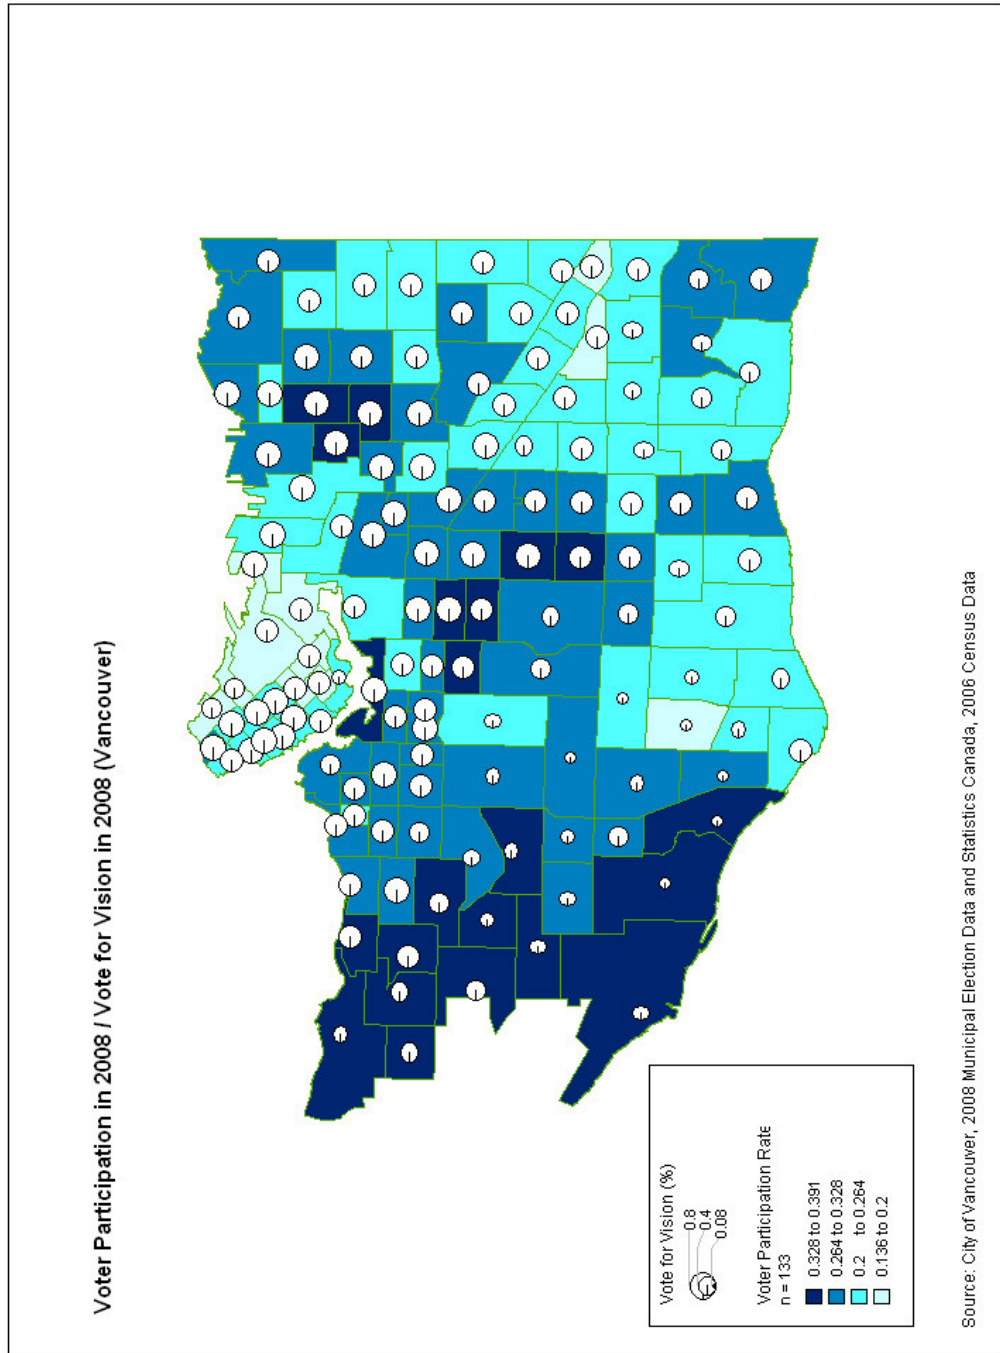 Voter Participation in 2008 / Vote for Vision in 2008 (Vancouver)
Vote for Vision (%)
0.8
0.4
0.08
Voter Participation Rate
n = 133
0.328 to 0.391
0.264 to 0.328
0.2 to 0.264
0.136 to 0.2
Source: City of Vancouver, 2008 Municipal Election Data and Statistics Canada, 2006 Census Data